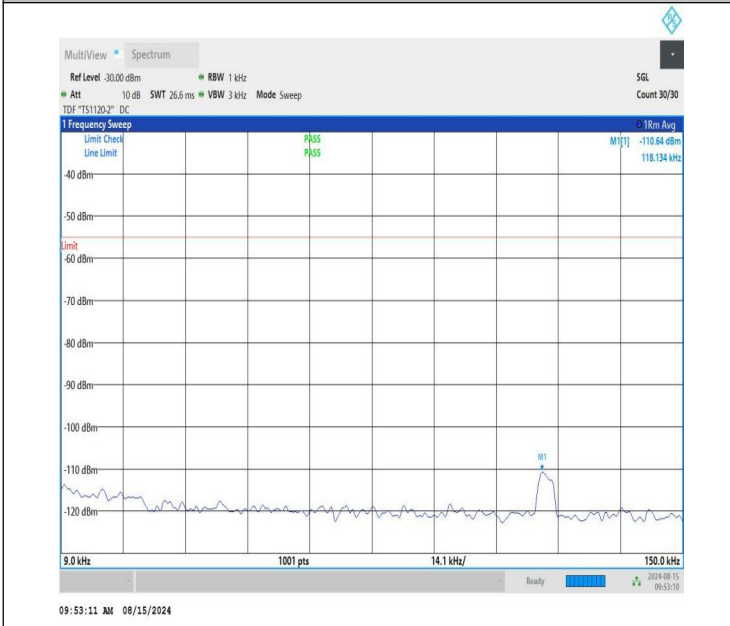 R S
MultiView Spectrum
Ref Level -30.00 dBm RBW 1 kHz SGL
Att 10 dB SWT 26.6 ms VBW 3 kHz Mode Sweep Count 30/30
TDF "TS1120-2" DC
1 Frequency Sweep 1Rm Avg
Limit Check PASS M1[1] -110.64 dBm
Line Limit PASS 118.134 kHz
-40 dBm
-50 dBm
Limit
-60 dBm
-70 dBm
-80 dBm
-90 dBm
-100 dBm
M1
-110 dBm
-120 dBm
9.0 kHz 1001 pts 14.1 kHz/ 150.0 kHz
Ready 2024-08-15
09:53:10
09:53:11 AM 08/15/2024